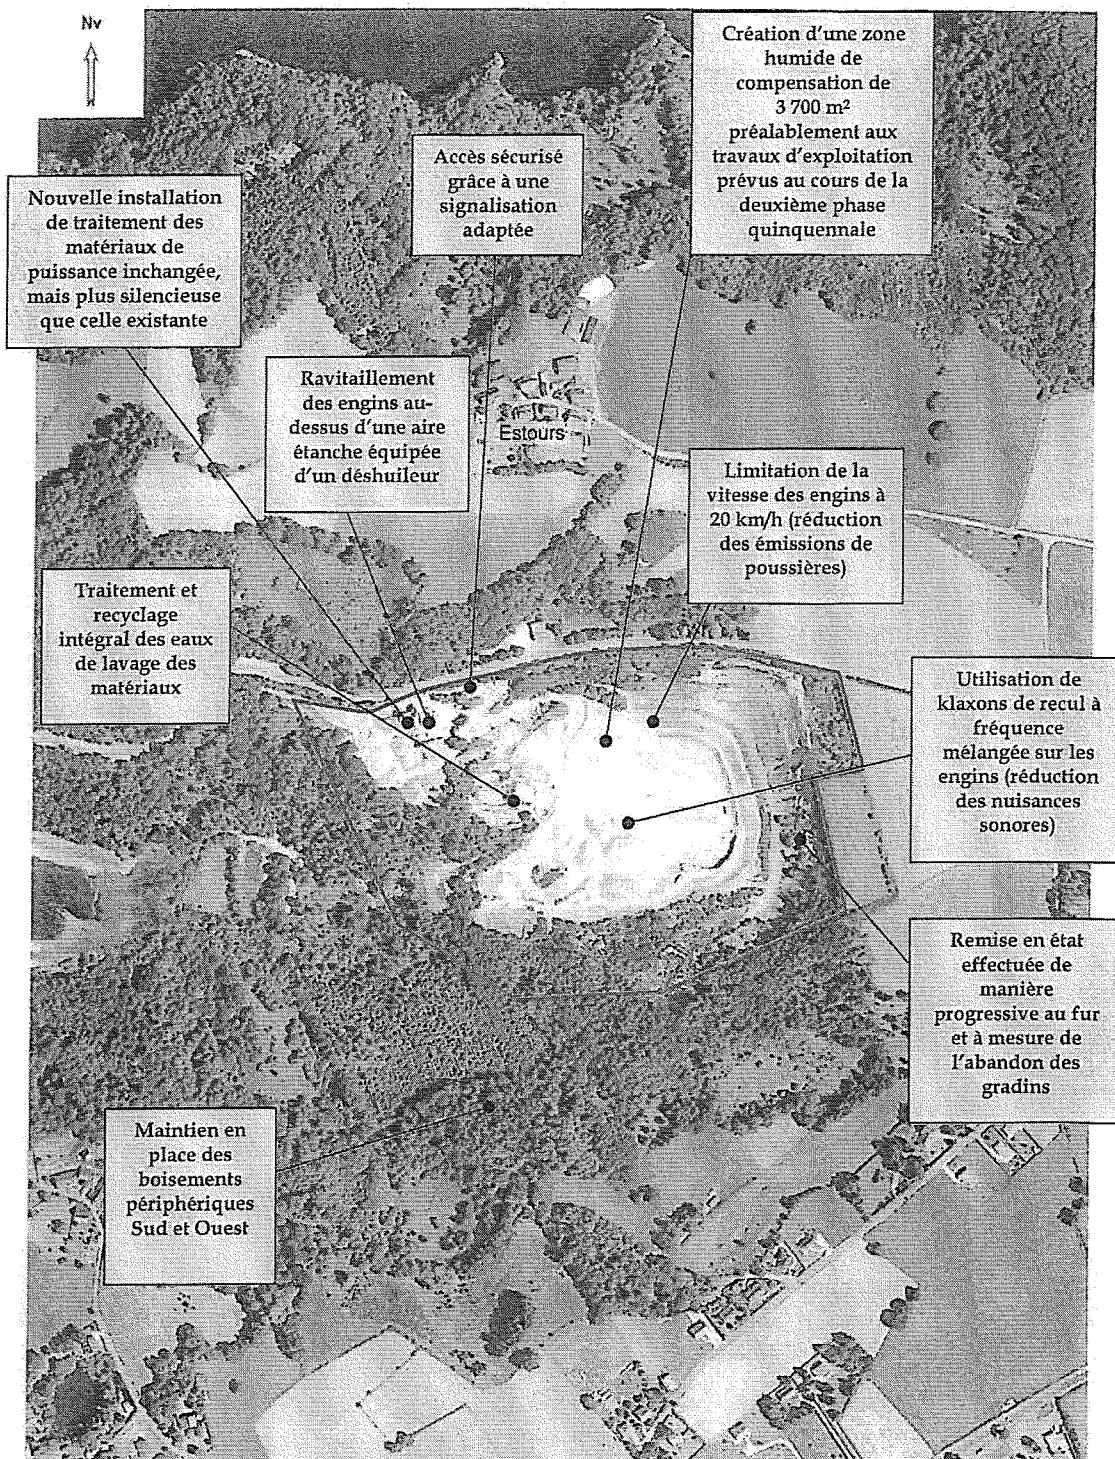 Nv
Création d'une zone
humide de
compensation de
3 700 m²
préalablement aux
travaux d'exploitation
prévus au cours de la
deuxième phase
quinquennale
Accès sécurisé
grâce à une
signalisation
adaptée
Nouvelle installation
de traitement des
matériaux de
puissance inchangée,
mais plus silencieuse
que celle existante
Ravitaillement
des engins au-
dessus d'une aire
étanche équipée
d'un déshuileur
Estours
Limitation de la
vitesse des engins à
20 km/h (réduction
des émissions de
poussières)
Traitement et
recyclage
intégral des eaux
de lavage des
matériaux
Utilisation de
klaxons de recul à
fréquence
mélangée sur les
engins (réduction
des nuisances
sonores)
Remise en état
effectuée de
manière
progressive au fur
et à mesure de
l'abandon des
gradins
Maintien en
place des
boisements
périphériques
Sud et Ouest